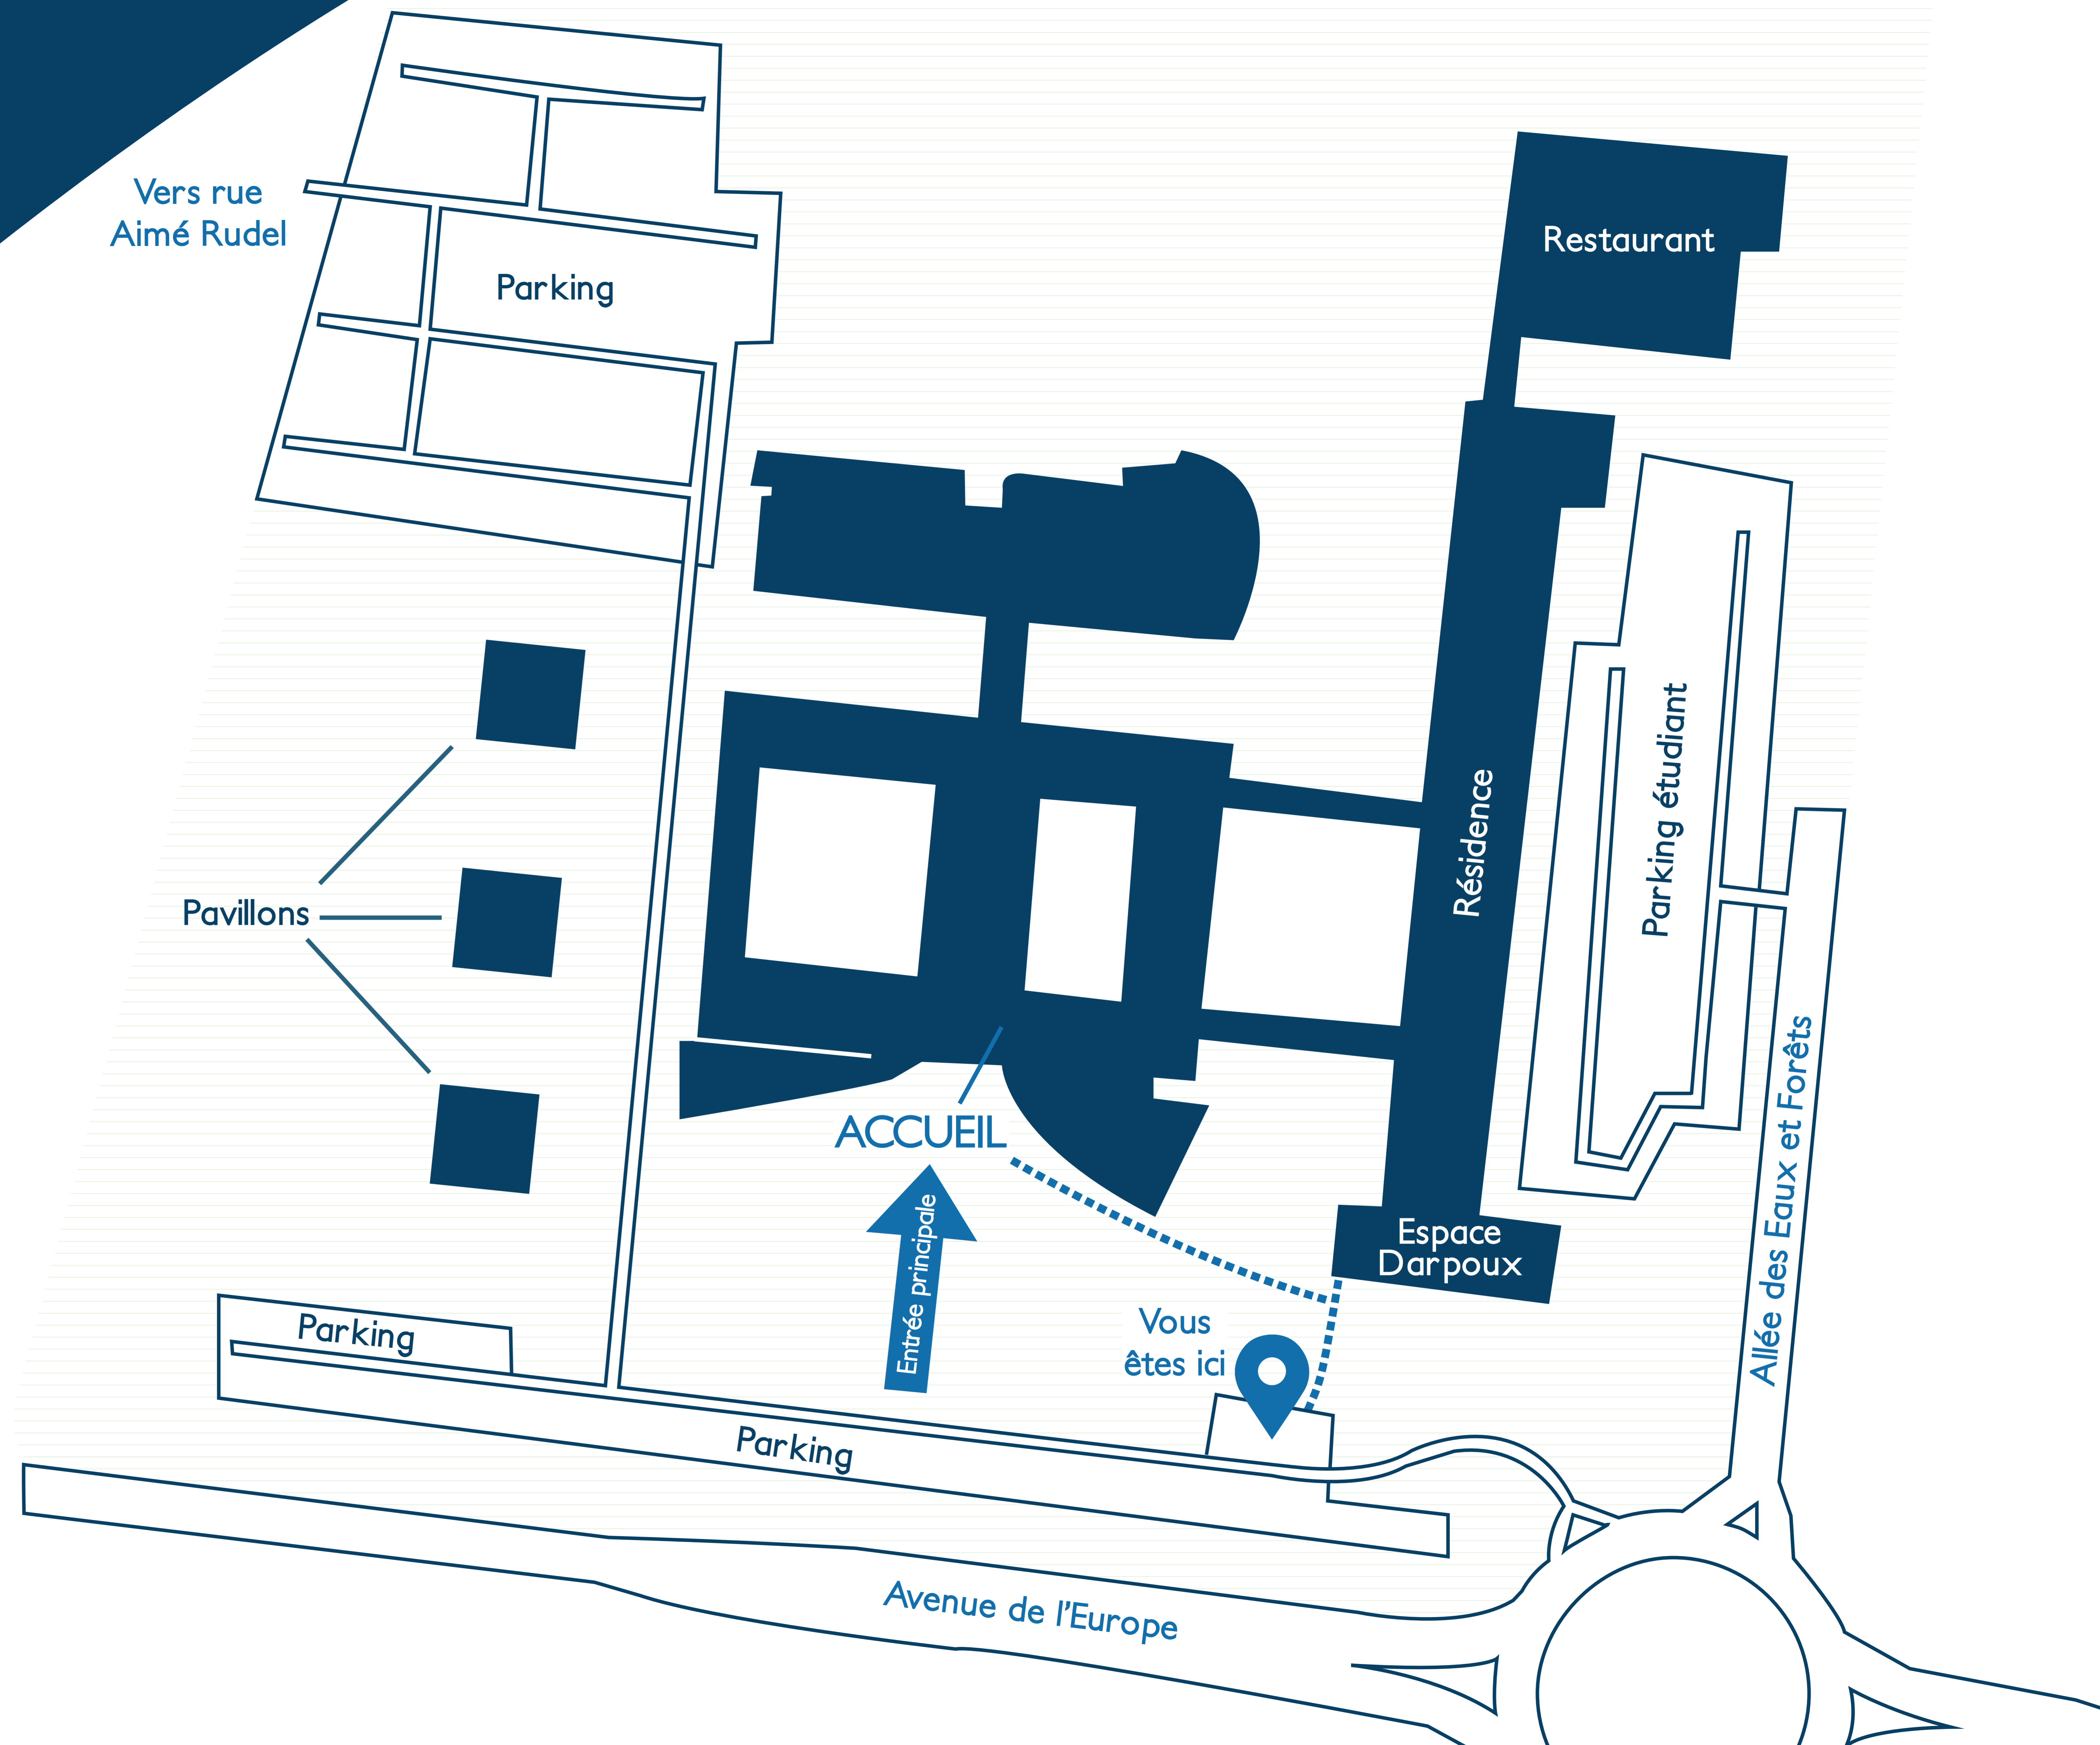 Vers rue
Aimé Rudel
Parking
Restaurant
Résidence
Parking étudiant
Pavillons
Allée des Eaux et Forêts
ACCUEIL
Entrée principale
Espace
Darpoux
Vous
êtes ici
Parking
Parking
Avenue de l'Europe